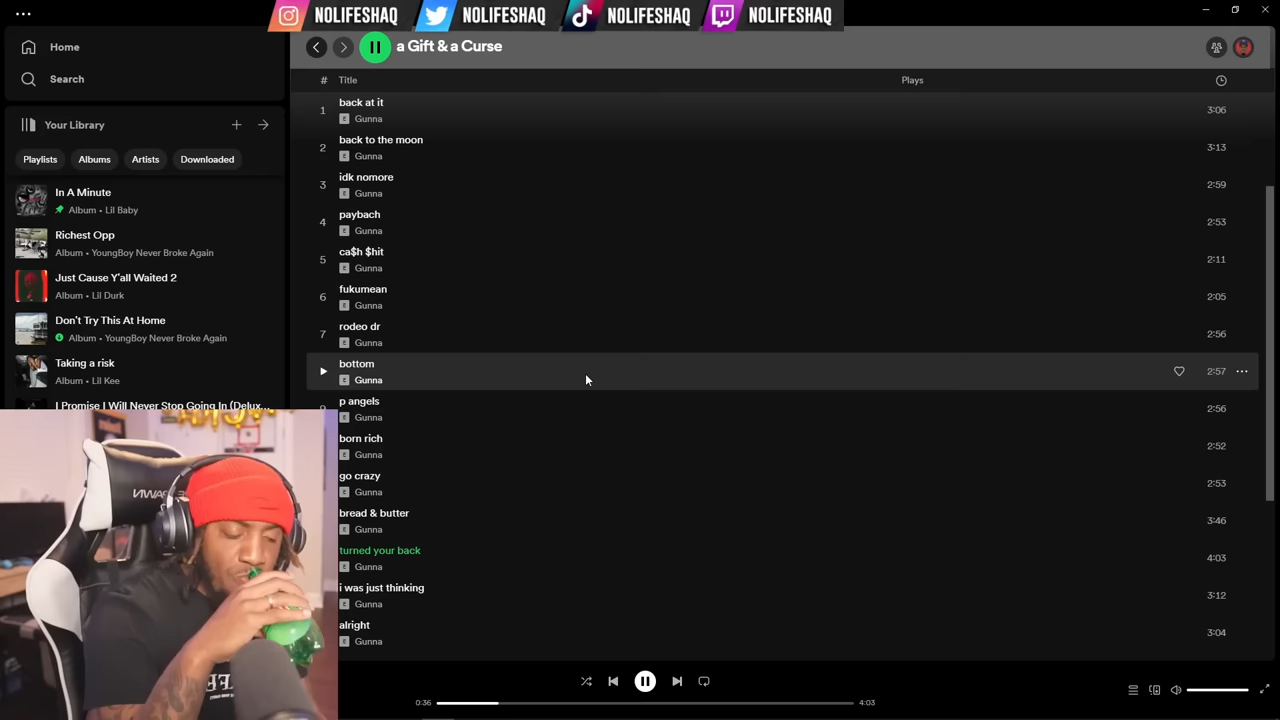 NOLIFESHAQ NOLIFESHAQ NOLIFESHAQ NOLIFESHAQ
Home
Search
Your Library
Playlists Albums Artists Downloaded
In A Minute
Album • Lil Baby
Richest Opp
Album • YoungBoy Never Broke Again
Just Cause Y'all Waited 2
Album • Lil Durk
Don't Try This At Home
Album • YoungBoy Never Broke Again
Taking a risk
Album • Lil Kee
I Promise I Will Never Stop Going In (Delux...
a Gift & a Curse
# Title Plays
1 back at it 3:06
E Gunna
2 back to the moon 3:13
E Gunna
3 idk nomore 2:59
E Gunna
4 paybach 2:53
E Gunna
5 ca$h $hit 2:11
E Gunna
6 fukumean 2:05
E Gunna
7 rodeo dr 2:56
E Gunna
bottom 2:57
E Gunna
p angels 2:56
E Gunna
born rich 2:52
E Gunna
go crazy 2:53
E Gunna
bread & butter 3:46
E Gunna
turned your back 4:03
E Gunna
i was just thinking 3:12
E Gunna
alright 3:04
E Gunna
0:36 4:03